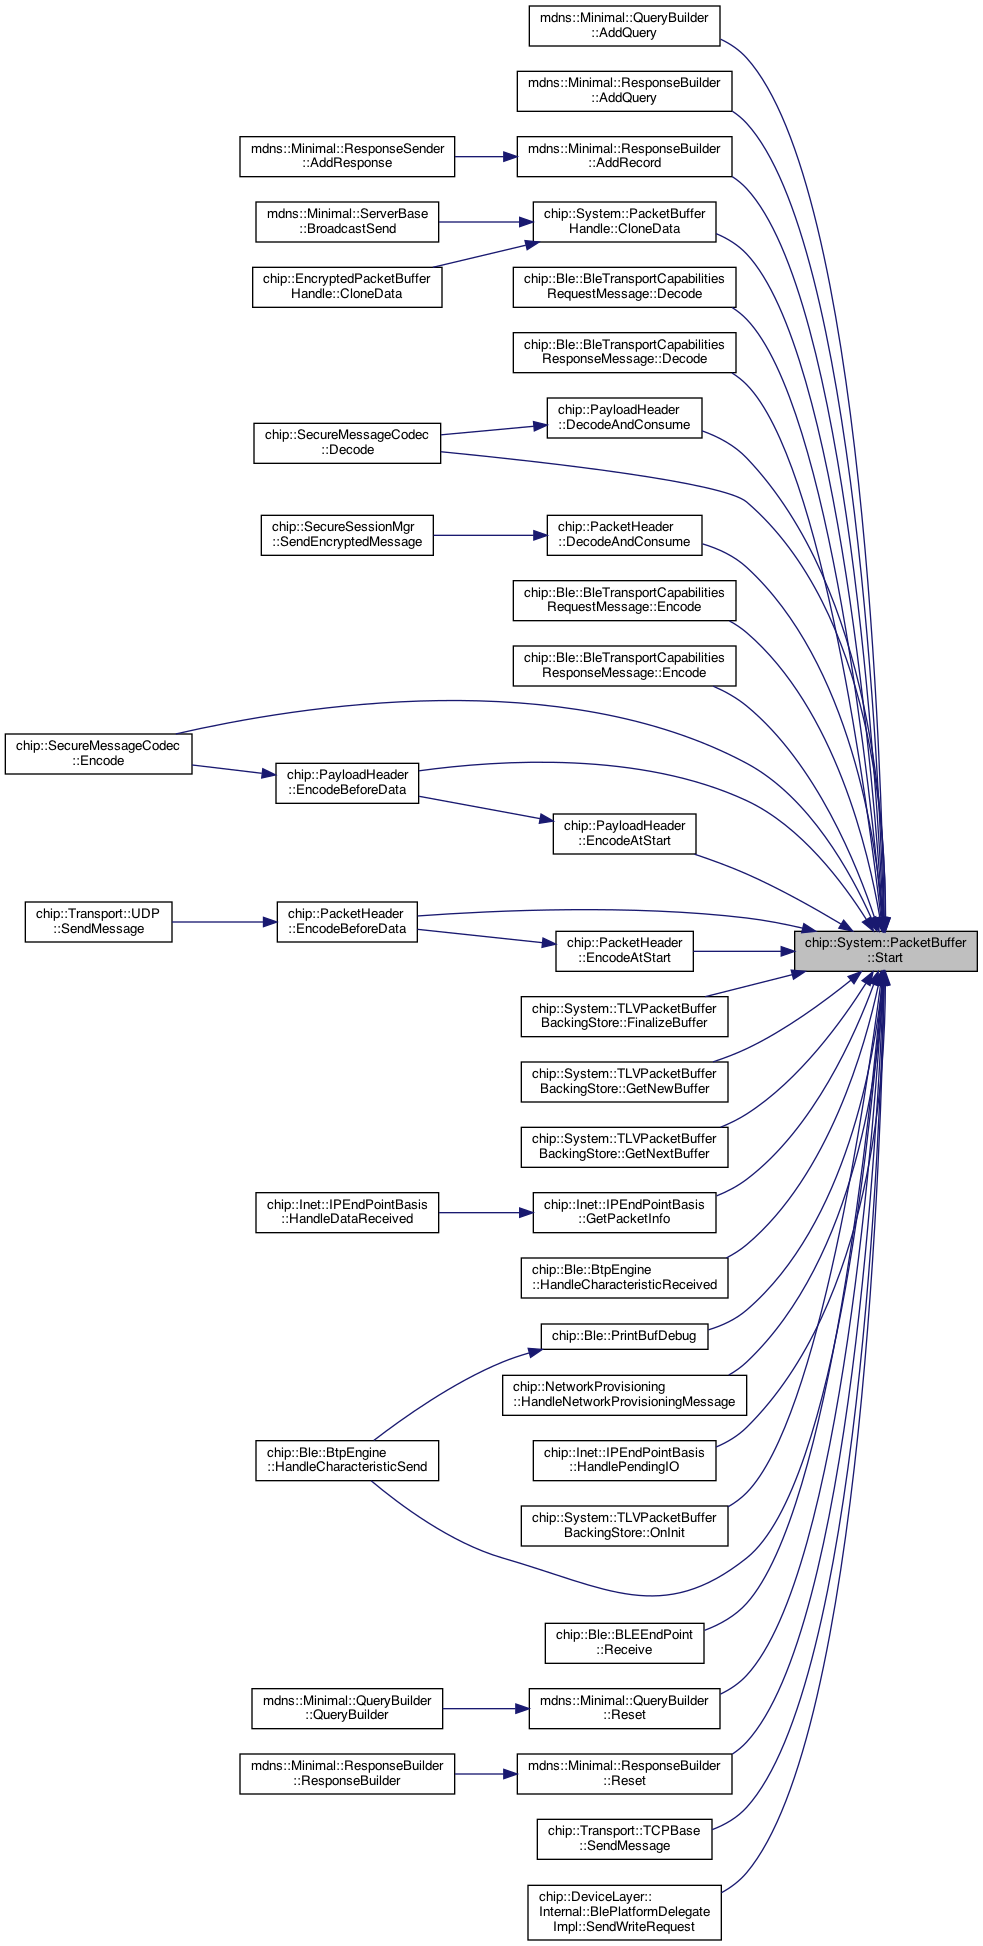 mdns::Minimal::QueryBuilder
::AddQuery
mdns::Minimal::ResponseBuilder
::AddQuery
mdns::Minimal::ResponseSender
::AddResponse
mdns::Minimal::ResponseBuilder
::AddRecord
mdns::Minimal::ServerBase
::BroadcastSend
chip::System::PacketBuffer
Handle::CloneData
chip::EncryptedPacketBuffer
Handle::CloneData
chip::Ble::BleTransportCapabilities
RequestMessage::Decode
chip::Ble::BleTransportCapabilities
ResponseMessage::Decode
chip::PayloadHeader
::DecodeAndConsume
chip::SecureMessageCodec
::Decode
chip::SecureSessionMgr
::SendEncryptedMessage
chip::PacketHeader
::DecodeAndConsume
chip::Ble::BleTransportCapabilities
RequestMessage::Encode
chip::Ble::BleTransportCapabilities
ResponseMessage::Encode
chip::SecureMessageCodec
::Encode
chip::PayloadHeader
::EncodeBeforeData
chip::PayloadHeader
::EncodeAtStart
chip::Transport::UDP
::SendMessage
chip::PacketHeader
::EncodeBeforeData
chip::PacketHeader
::EncodeAtStart
chip::System::PacketBuffer
::Start
chip::System::TLVPacketBuffer
BackingStore::FinalizeBuffer
chip::System::TLVPacketBuffer
BackingStore::GetNewBuffer
chip::System::TLVPacketBuffer
BackingStore::GetNextBuffer
chip::Inet::IPEndPointBasis
::HandleDataReceived
chip::Inet::IPEndPointBasis
::GetPacketInfo
chip::Ble::BtpEngine
::HandleCharacteristicReceived
chip::Ble::PrintBufDebug
chip::NetworkProvisioning
::HandleNetworkProvisioningMessage
chip::Ble::BtpEngine
::HandleCharacteristicSend
chip::Inet::IPEndPointBasis
::HandlePendingIO
chip::System::TLVPacketBuffer
BackingStore::OnInit
chip::Ble::BLEEndPoint
::Receive
mdns::Minimal::QueryBuilder
::QueryBuilder
mdns::Minimal::QueryBuilder
::Reset
mdns::Minimal::ResponseBuilder
::ResponseBuilder
mdns::Minimal::ResponseBuilder
::Reset
chip::Transport::TCPBase
::SendMessage
chip::DeviceLayer::
Internal::BlePlatformDelegate
Impl::SendWriteRequest